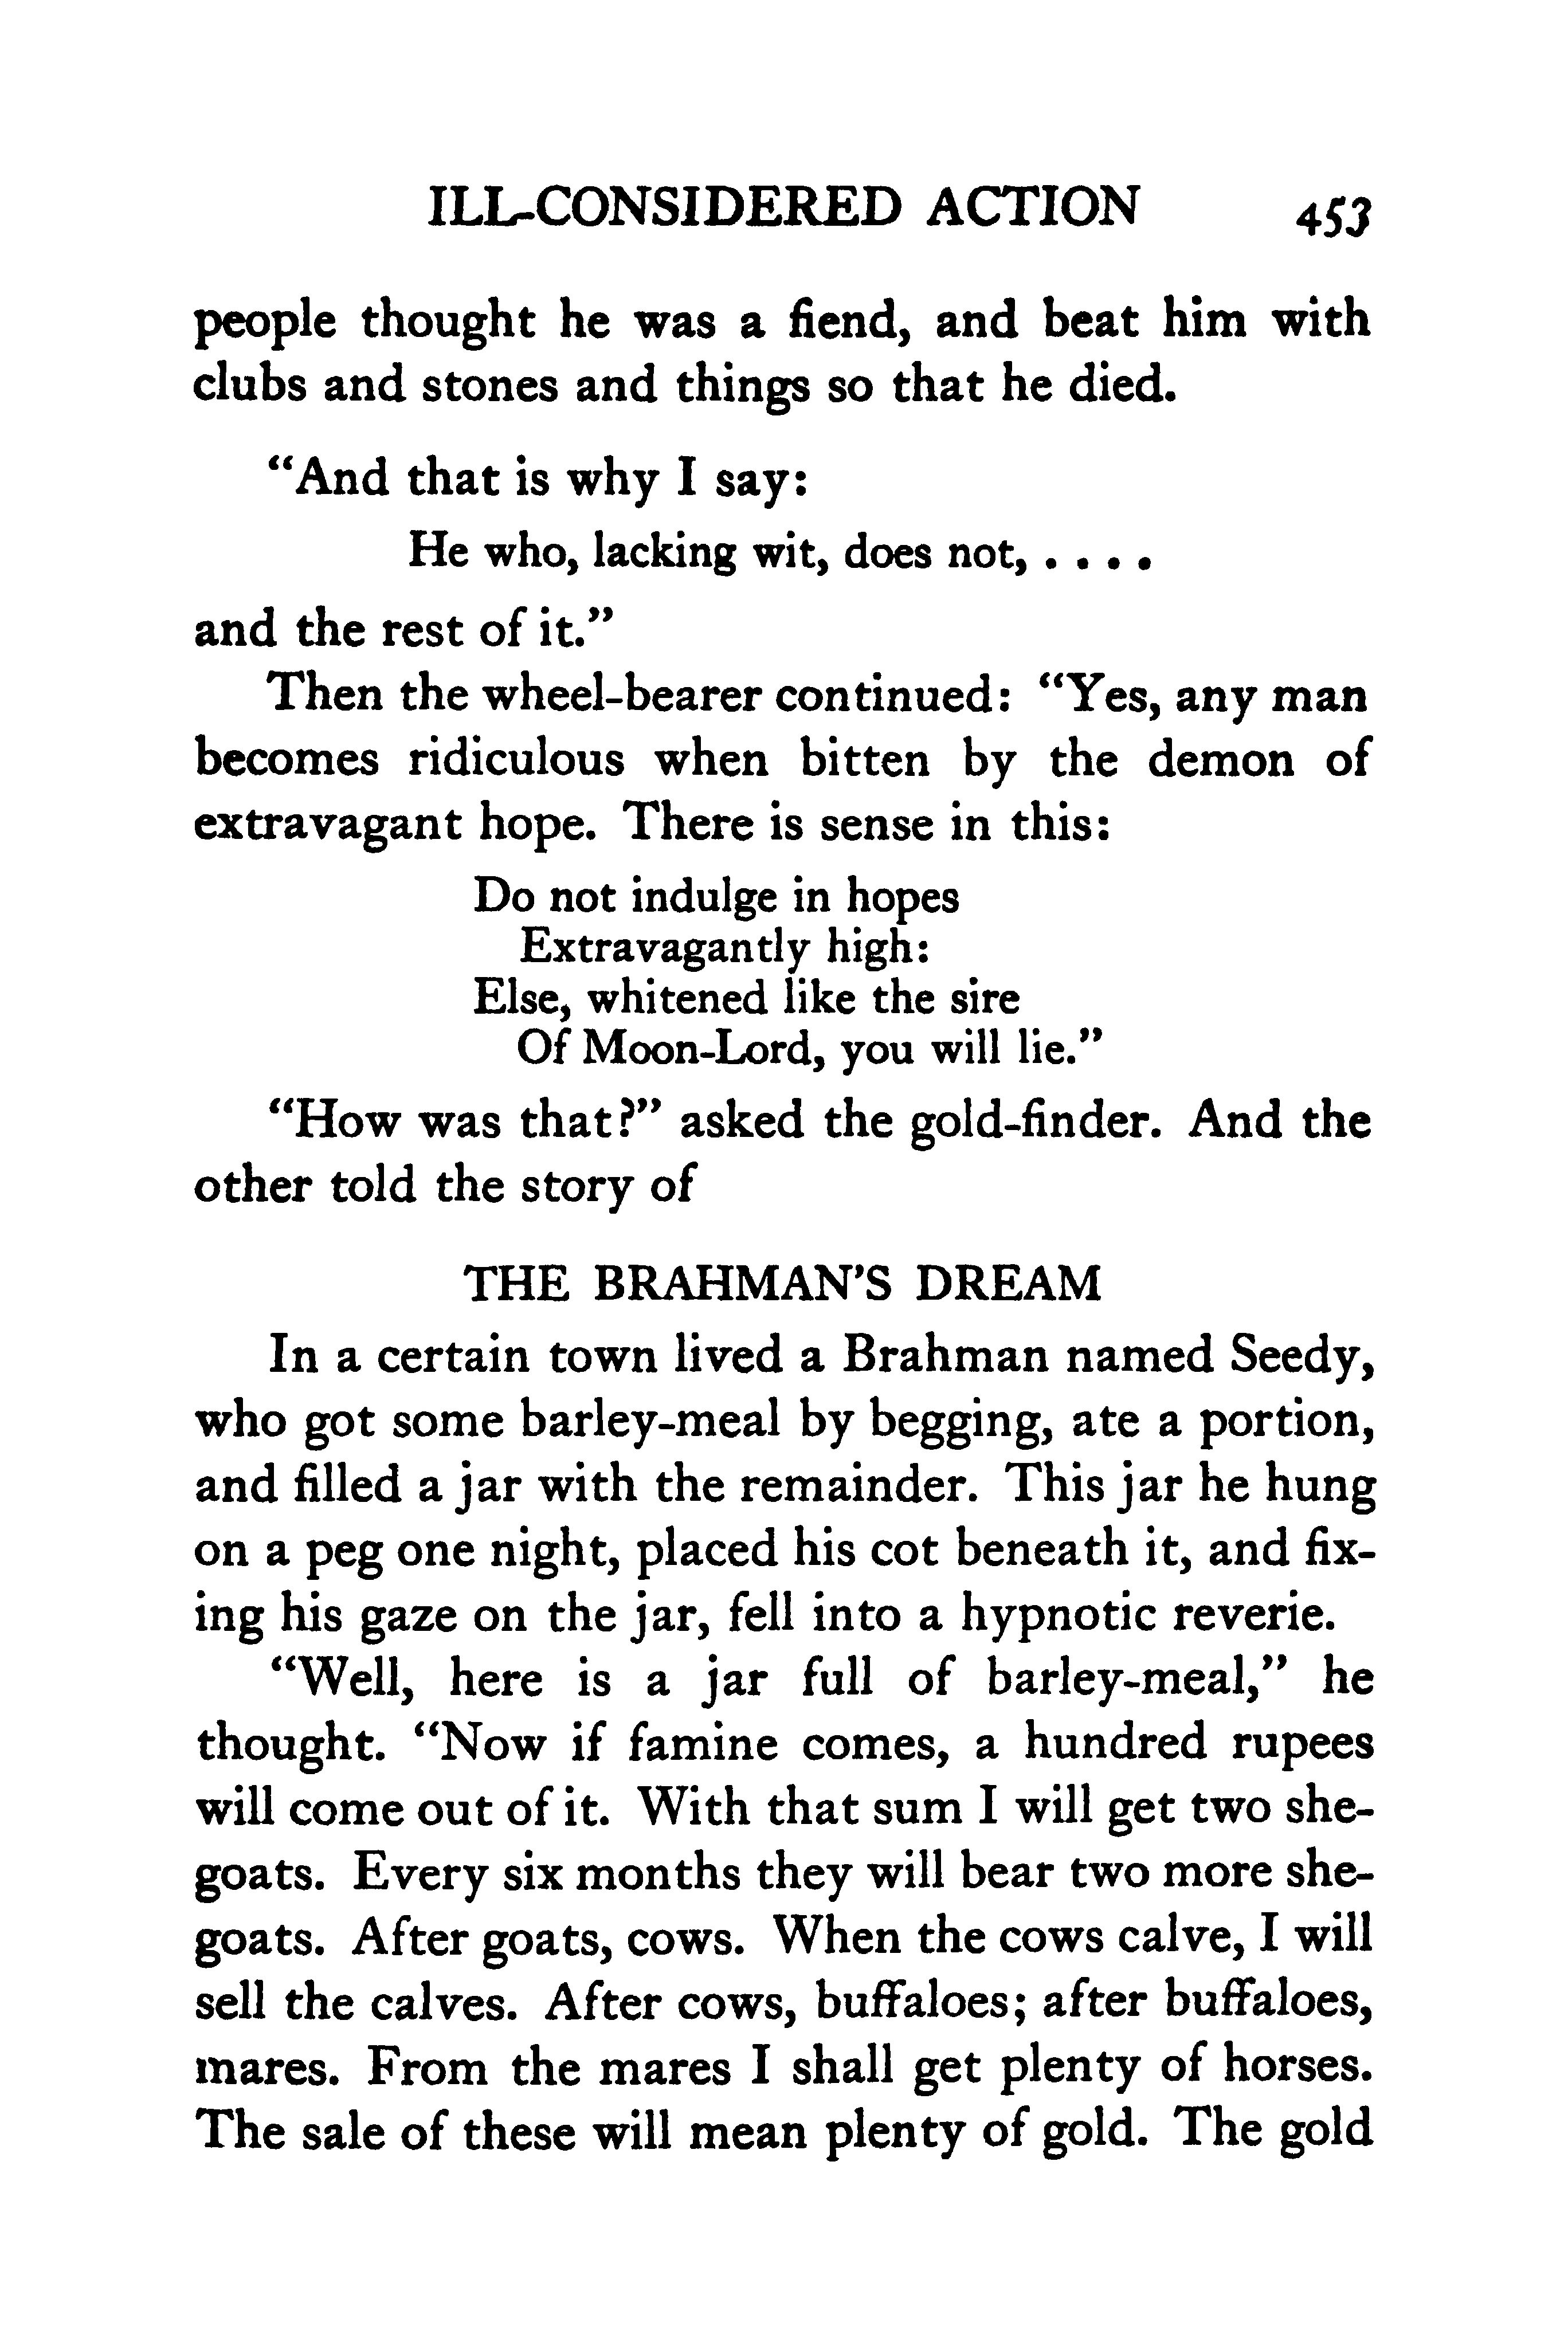 ILL-CONSIDERED ACTION 453
people thought he was a fiend, and beat him with
clubs and stones and things so that he died.
“And that is why I say:
He who, lacking wit, does not, . . . .
and the rest of it.”
Then the wheel-bearer continued: “Yes, any man
becomes ridiculous when bitten by the demon of
extravagant hope. There is sense in this:
Do not indulge in hopes
Extravagantly high:
Else, whitened like the sire
Of Moon-Lord, you will lie.”
“How was that?” asked the gold-finder. And the
other told the story of
THE BRAHMAN’S DREAM
In a certain town lived a Brahman named Seedy,
who got some barley-meal by begging, ate a portion,
and filled a jar with the remainder. This jar he hung
on a peg one night, placed his cot beneath it, and fix-
ing his gaze on the jar, fell into a hypnotic reverie.
“Well, here is a jar full of barley-meal,” he
thought. “Now if famine comes, a hundred rupees
will come out of it. With that sum I will get two she-
goats. Every six months they will bear two more she-
goats. After goats, cows. When the cows calve, I will
sell the calves. After cows, buffaloes; after buffaloes,
mares. From the mares I shall get plenty of horses.
The sale of these will mean plenty of gold. The gold